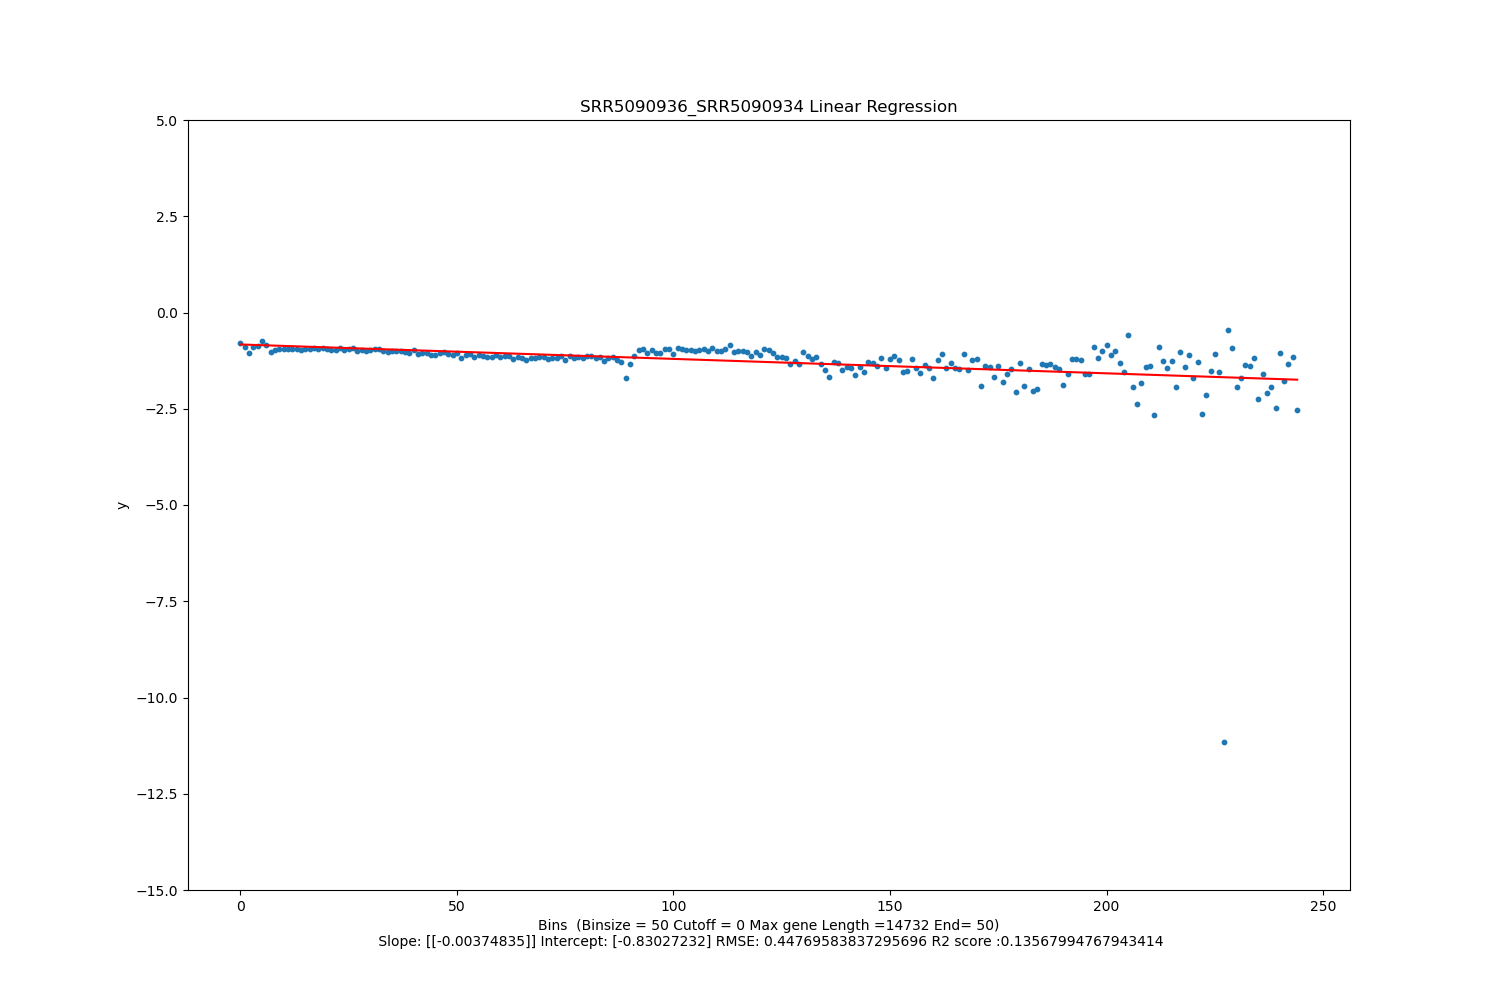 SRR5090936_SRR5090934 Linear Regression
5.0
2.5
0.0
−2.5
−5.0
−7.5
−10.0
−12.5
−15.0
y
0 50 100 150 200 250
Bins  (Binsize = 50 Cutoff = 0 Max gene Length =14732 End= 50)
Slope: [[-0.00374835]] Intercept: [-0.83027232] RMSE: 0.44769583837295696 R2 score :0.13567994767943414